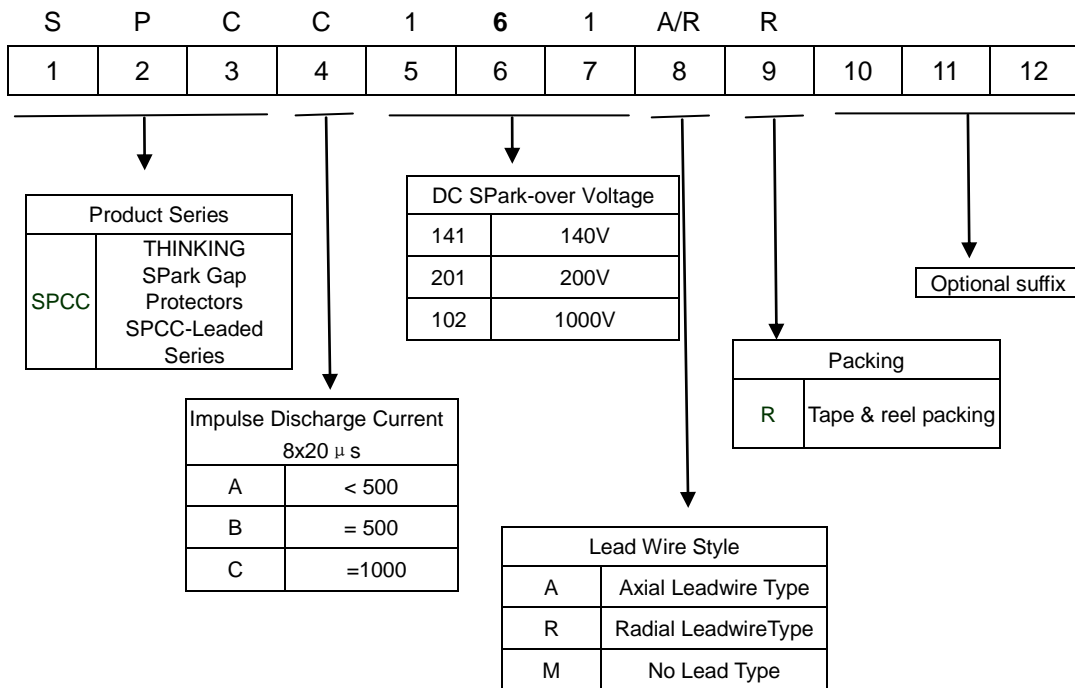 S P C C 1 6 1 A/R R
1 2 3 4 5 6 7 8 9 10 11 12
Product Series
SPCC
THINKING
SPark Gap
Protectors
SPCC-Leaded
Series
DC SPark-over Voltage
141 140V
201 200V
102 1000V
Optional suffix
Packing
R Tape & reel packing
Impulse Discharge Current
8x20 μ s
A < 500
B = 500
C =1000
Lead Wire Style
A Axial Leadwire Type
R Radial LeadwireType
M No Lead Type